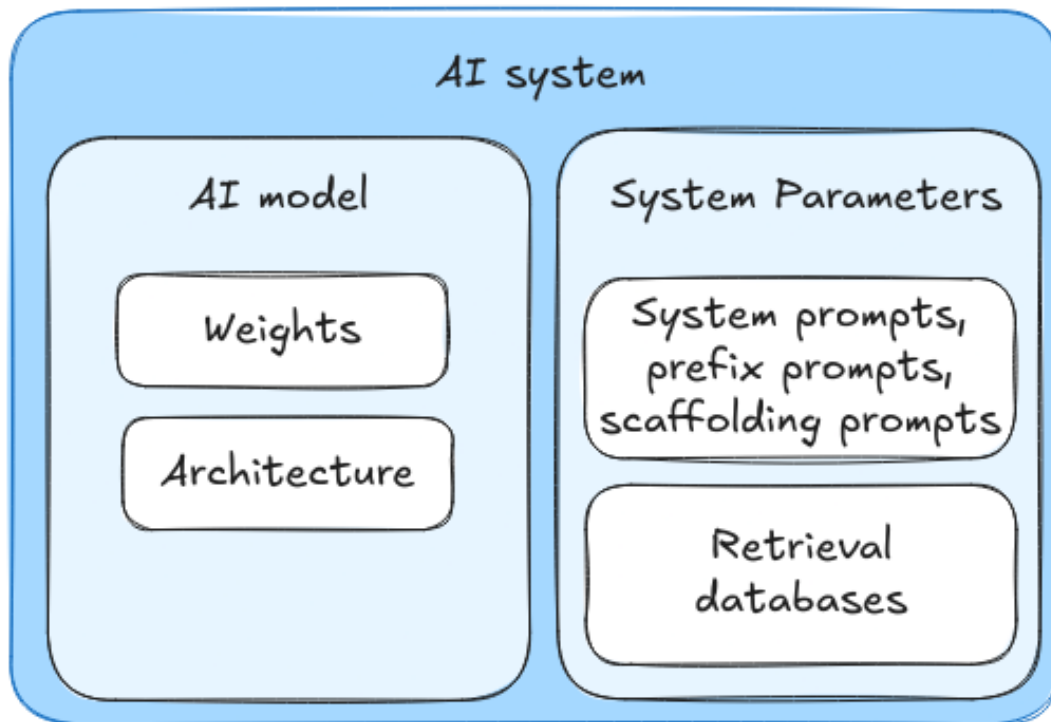 AI system
AI model
Weights
Architecture
System Parameters
System prompts,
prefix prompts,
scaffolding prompts
Retrieval
databases